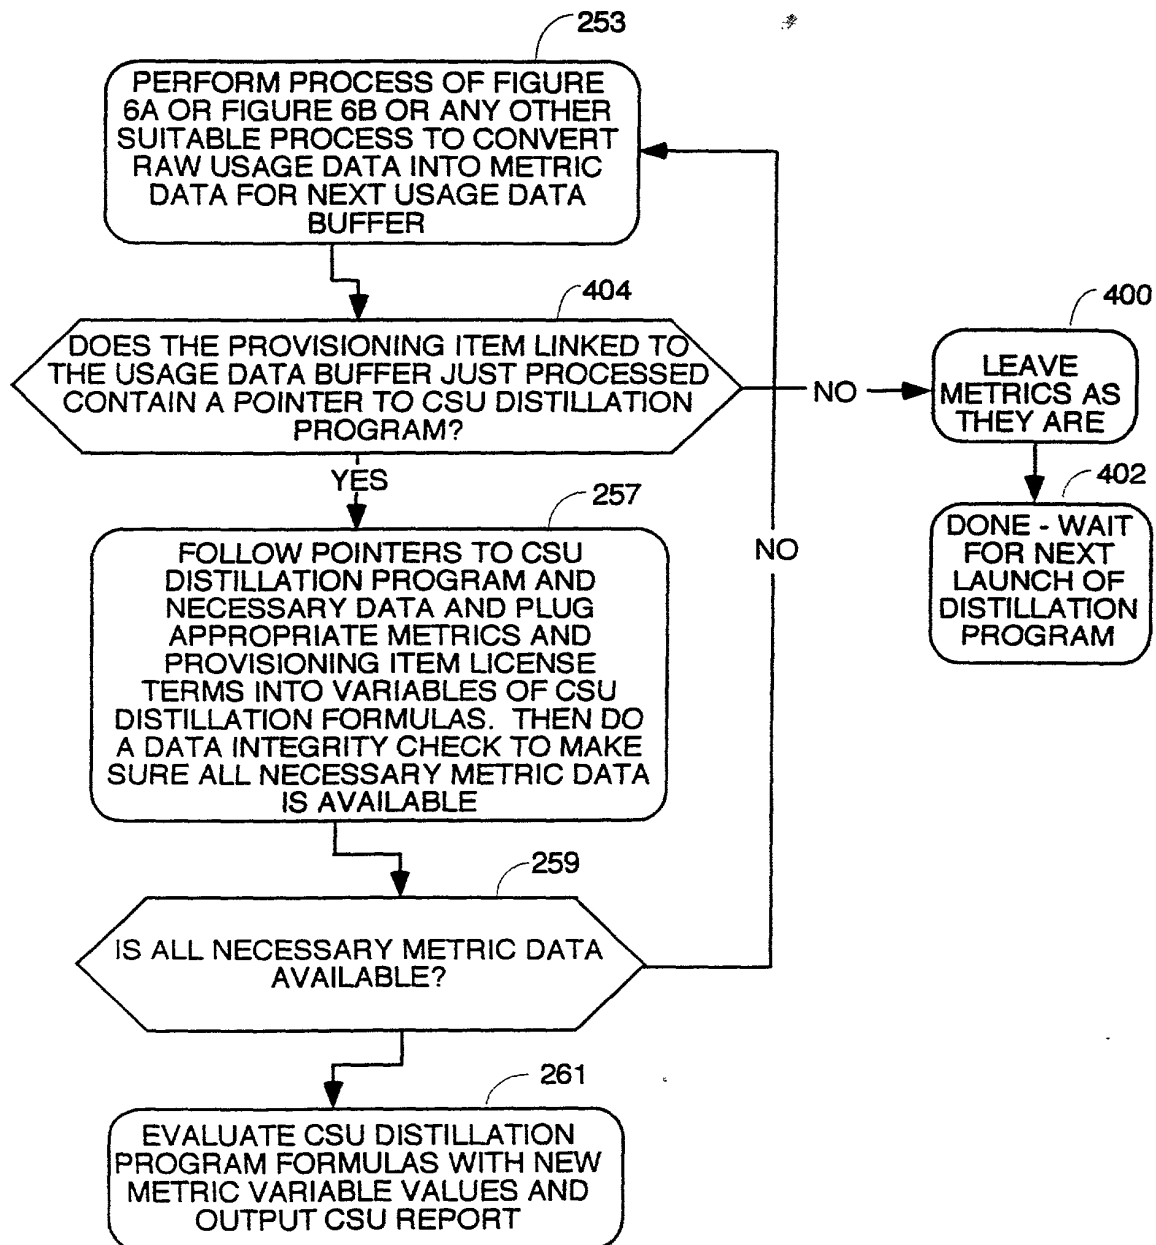 253
PERFORM PROCESS OF FIGURE
6A OR FIGURE 6B OR ANY OTHER
SUITABLE PROCESS TO CONVERT
RAW USAGE DATA INTO METRIC
DATA FOR NEXT USAGE DATA
BUFFER
404
DOES THE PROVISIONING ITEM LINKED TO
THE USAGE DATA BUFFER JUST PROCESSED
CONTAIN A POINTER TO CSU DISTILLATION
PROGRAM?
NO
400
LEAVE
METRICS AS
THEY ARE
402
DONE - WAIT
FOR NEXT
LAUNCH OF
DISTILLATION
PROGRAM
YES
257
FOLLOW POINTERS TO CSU
DISTILLATION PROGRAM AND
NECESSARY DATA AND PLUG
APPROPRIATE METRICS AND
PROVISIONING ITEM LICENSE
TERMS INTO VARIABLES OF CSU
DISTILLATION FORMULAS. THEN DO
A DATA INTEGRITY CHECK TO MAKE
SURE ALL NECESSARY METRIC DATA
IS AVAILABLE
NO
259
IS ALL NECESSARY METRIC DATA
AVAILABLE?
261
EVALUATE CSU DISTILLATION
PROGRAM FORMULAS WITH NEW
METRIC VARIABLE VALUES AND
OUTPUT CSU REPORT